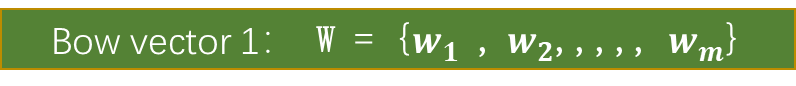 Bow vector 1： W = {w₁ , w₂, , , , , wₘ}